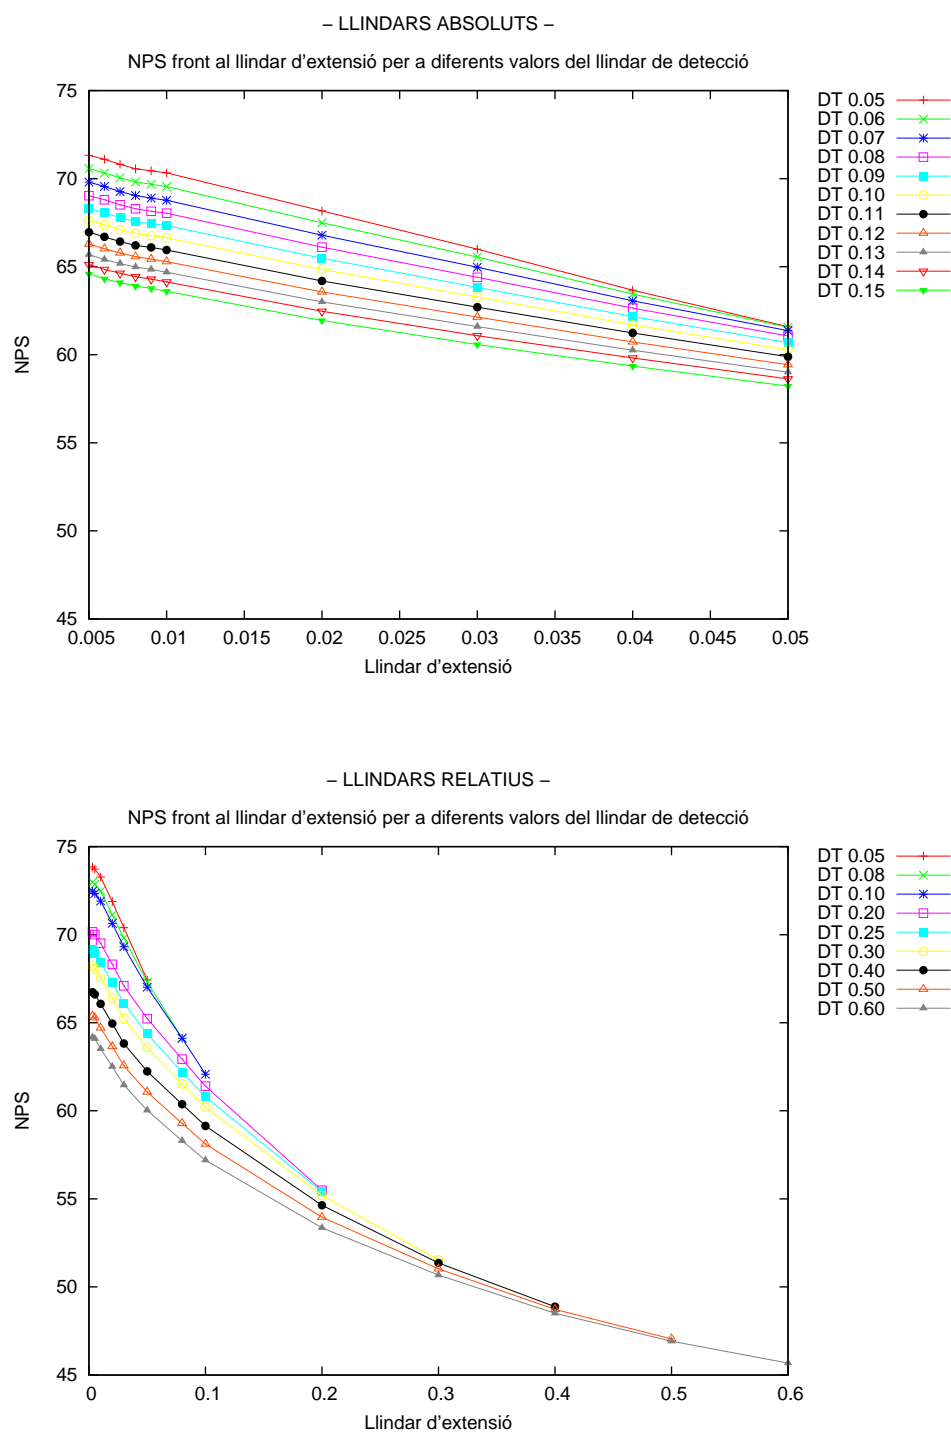 – LLINDARS ABSOLUTS –
NPS front al llindar d'extensió per a diferents valors del llindar de detecció
75
70
65
60
55
50
45
NPS
0.005 0.01 0.015 0.02 0.025 0.03 0.035 0.04 0.045 0.05
Llindar d'extensió
DT 0.05
DT 0.06
DT 0.07
DT 0.08
DT 0.09
DT 0.10
DT 0.11
DT 0.12
DT 0.13
DT 0.14
DT 0.15
– LLINDARS RELATIUS –
NPS front al llindar d'extensió per a diferents valors del llindar de detecció
75
70
65
60
55
50
45
NPS
0 0.1 0.2 0.3 0.4 0.5 0.6
Llindar d'extensió
DT 0.05
DT 0.08
DT 0.10
DT 0.20
DT 0.25
DT 0.30
DT 0.40
DT 0.50
DT 0.60